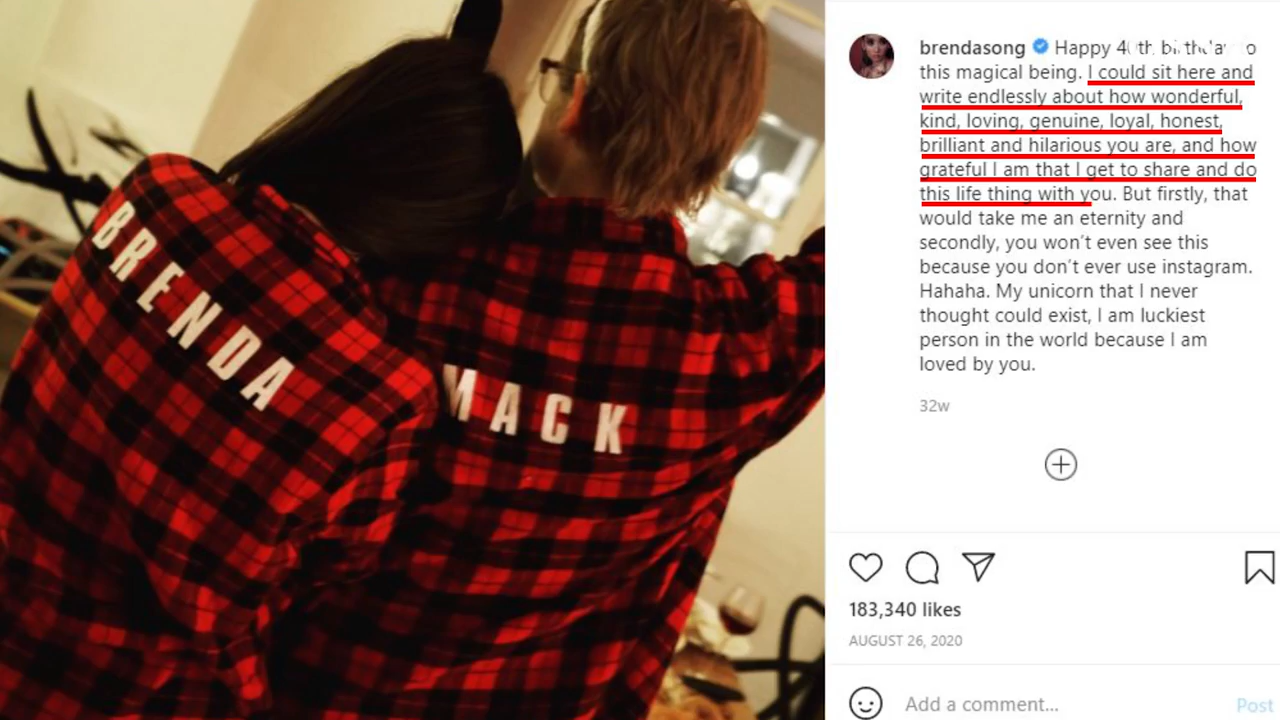 BRENDA
MACK
brendasong Happy
this magical being. I could sit here and
write endlessly about how wonderful,
kind, loving, genuine, loyal, honest,
brilliant and hilarious you are, and how
grateful I am that I get to share and do
this life thing with you. But firstly, that
would take me an eternity and
secondly, you won't even see this
because you don't ever use instagram.
Hahaha. My unicorn that I never
thought could exist, I am luckiest
person in the world because I am
loved by you.
32w
183,340 likes
AUGUST 26, 2020
Add a comment...
Post